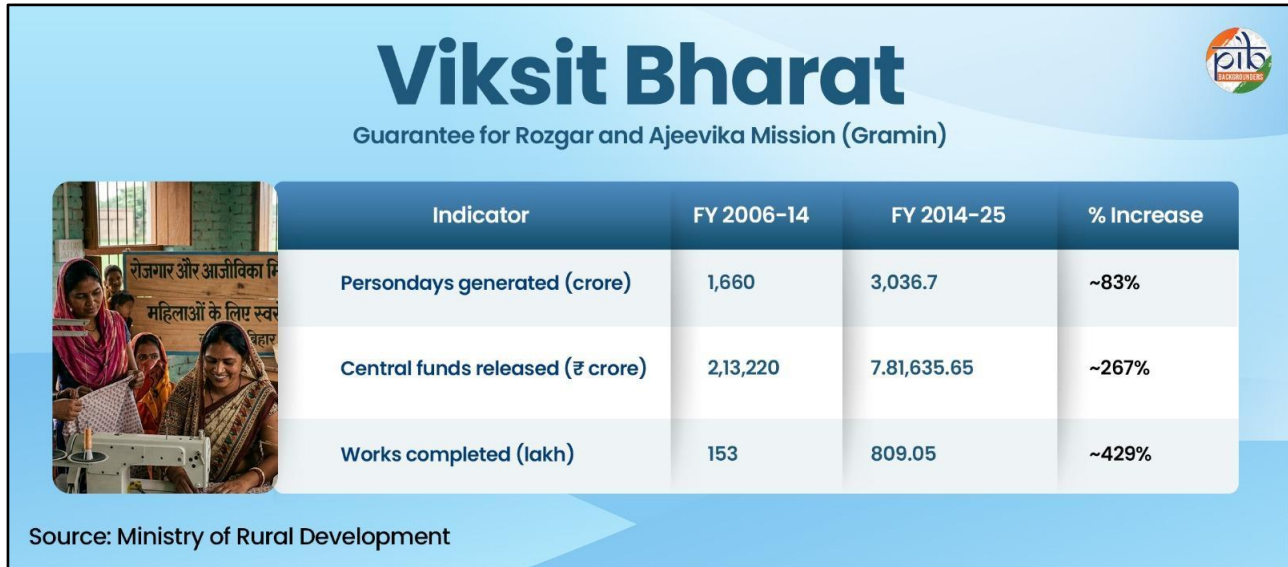 Viksit Bharat
Guarantee for Rozgar and Ajeevika Mission (Gramin)
pib
BACKGROUNDERS
Indicator FY 2006-14 FY 2014-25 % Increase
Persondays generated (crore) 1,660 3,036.7 ~83%
Central funds released (₹ crore) 2,13,220 7.81,635.65 ~267%
Works completed (lakh) 153 809.05 ~429%
रोजगार और आजीविका मि
महिलाओं के लिए स्वरो
बिहार
Source: Ministry of Rural Development